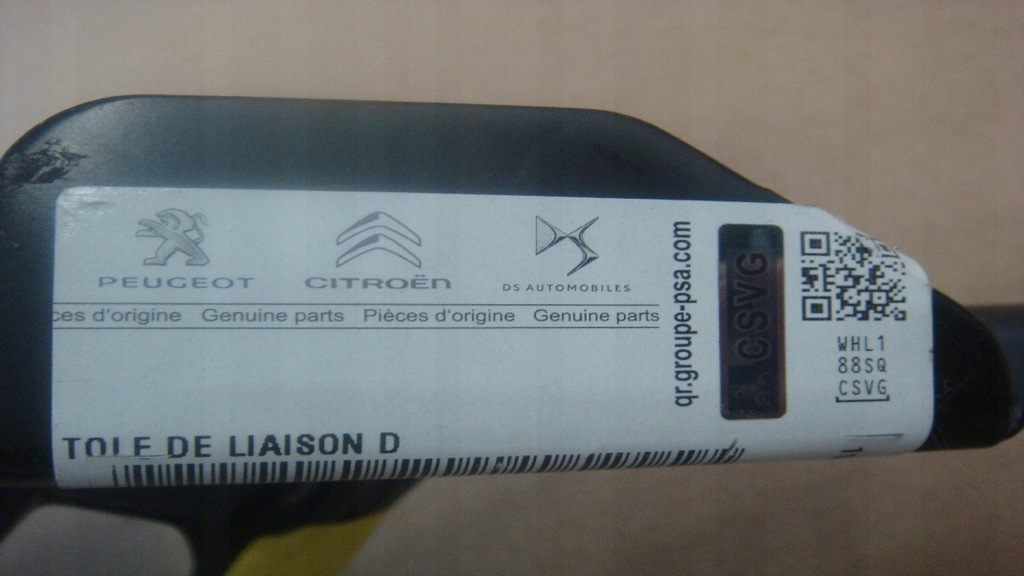 PEUGEOT CITROËN DS AUTOMOBILES
ces d'origine Genuine parts Pièces d'origine Genuine parts
TOLE DE LIAISON D
qr.groupe-psa.com
CSVG
WHL1
88SQ
CSVG